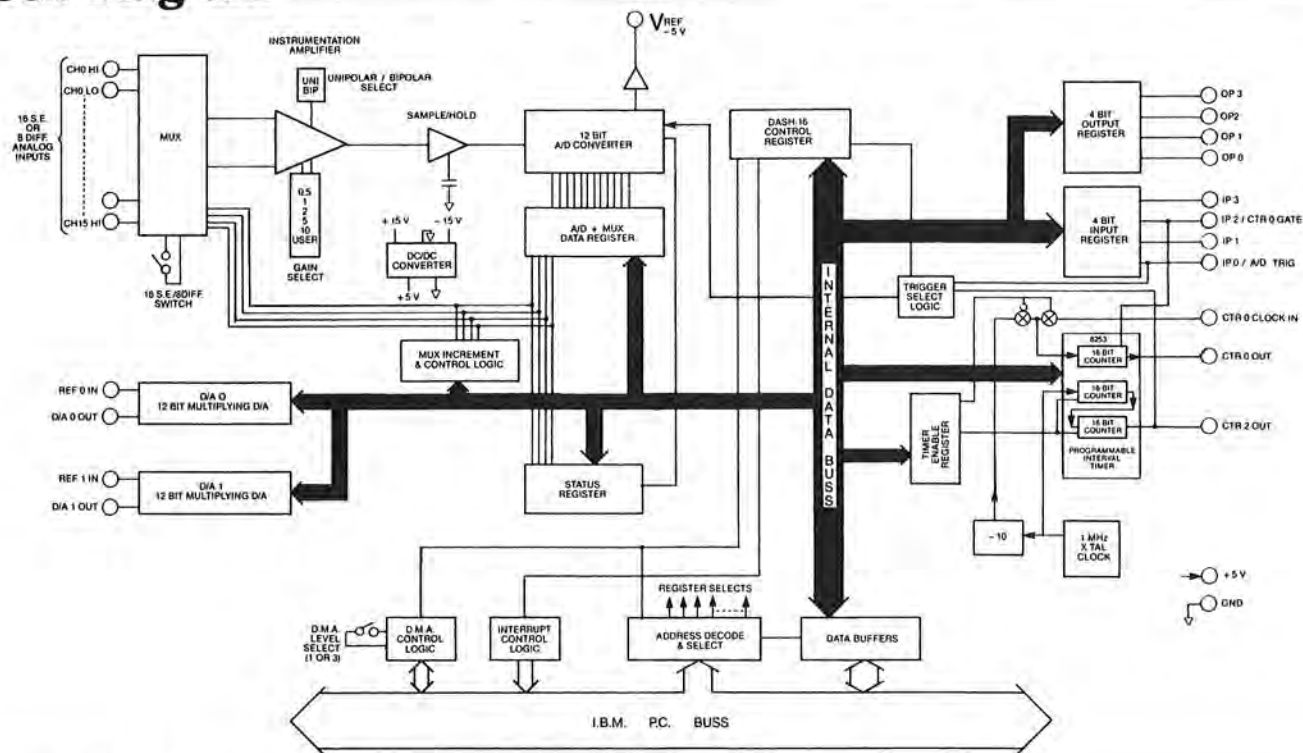 VREF
-5V
INSTRUMENTATION
AMPLIFIER
UNI
BIP
UNIPOLAR / BIPOLAR
SELECT
CH0 HI
CH0 LO
16 S.E.
OR
8 DIFF.
ANALOG
INPUTS
CH15 HI
MUX
SAMPLE/HOLD
12 BIT
A/D CONVERTER
DASH-16
CONTROL
REGISTER
4 BIT
OUTPUT
REGISTER
OP 3
OP2
OP 1
OP 0
0.5
1
2
5
10
USER
GAIN
SELECT
+ 15 V
- 15V
DC/DC
CONVERTER
+5 V
A/D + MUX
DATA REGISTER
4 BIT
INPUT
REGISTER
IP 3
IP 2 / CTR 0 GATE
IP 1
IP 0 / A/D TRIG
16 S.E/8DIFF.
SWITCH
TRIGGER
SELECT
LOGIC
INTERNAL DATA BUSS
CTR 0 CLOCK IN
MUX INCREMENT
& CONTROL LOGIC
8253
16 BIT
COUNTER
CTR 0 OUT
16 BIT
COUNTER
16 BIT
COUNTER
CTR 2 OUT
PROGRAMMABLE
INTERVAL
TIMER
REF 0 IN
D/A 0 OUT
D/A 0
12 BIT MULTIPLYING D/A
TIMER
ENABLE
REGISTER
REF 1 IN
D/A 1 OUT
D/A 1
12 BIT MULTIPLYING D/A
STATUS
REGISTER
÷10
1 MHz
X TAL
CLOCK
+5 V
GND
REGISTER SELECTS
D.M.A.
LEVEL
SELECT
(1 OR 3)
D.M.A.
CONTROL
LOGIC
INTERRUPT
CONTROL
LOGIC
ADDRESS DECODE
& SELECT
DATA BUFFERS
I.B.M. P.C. BUSS